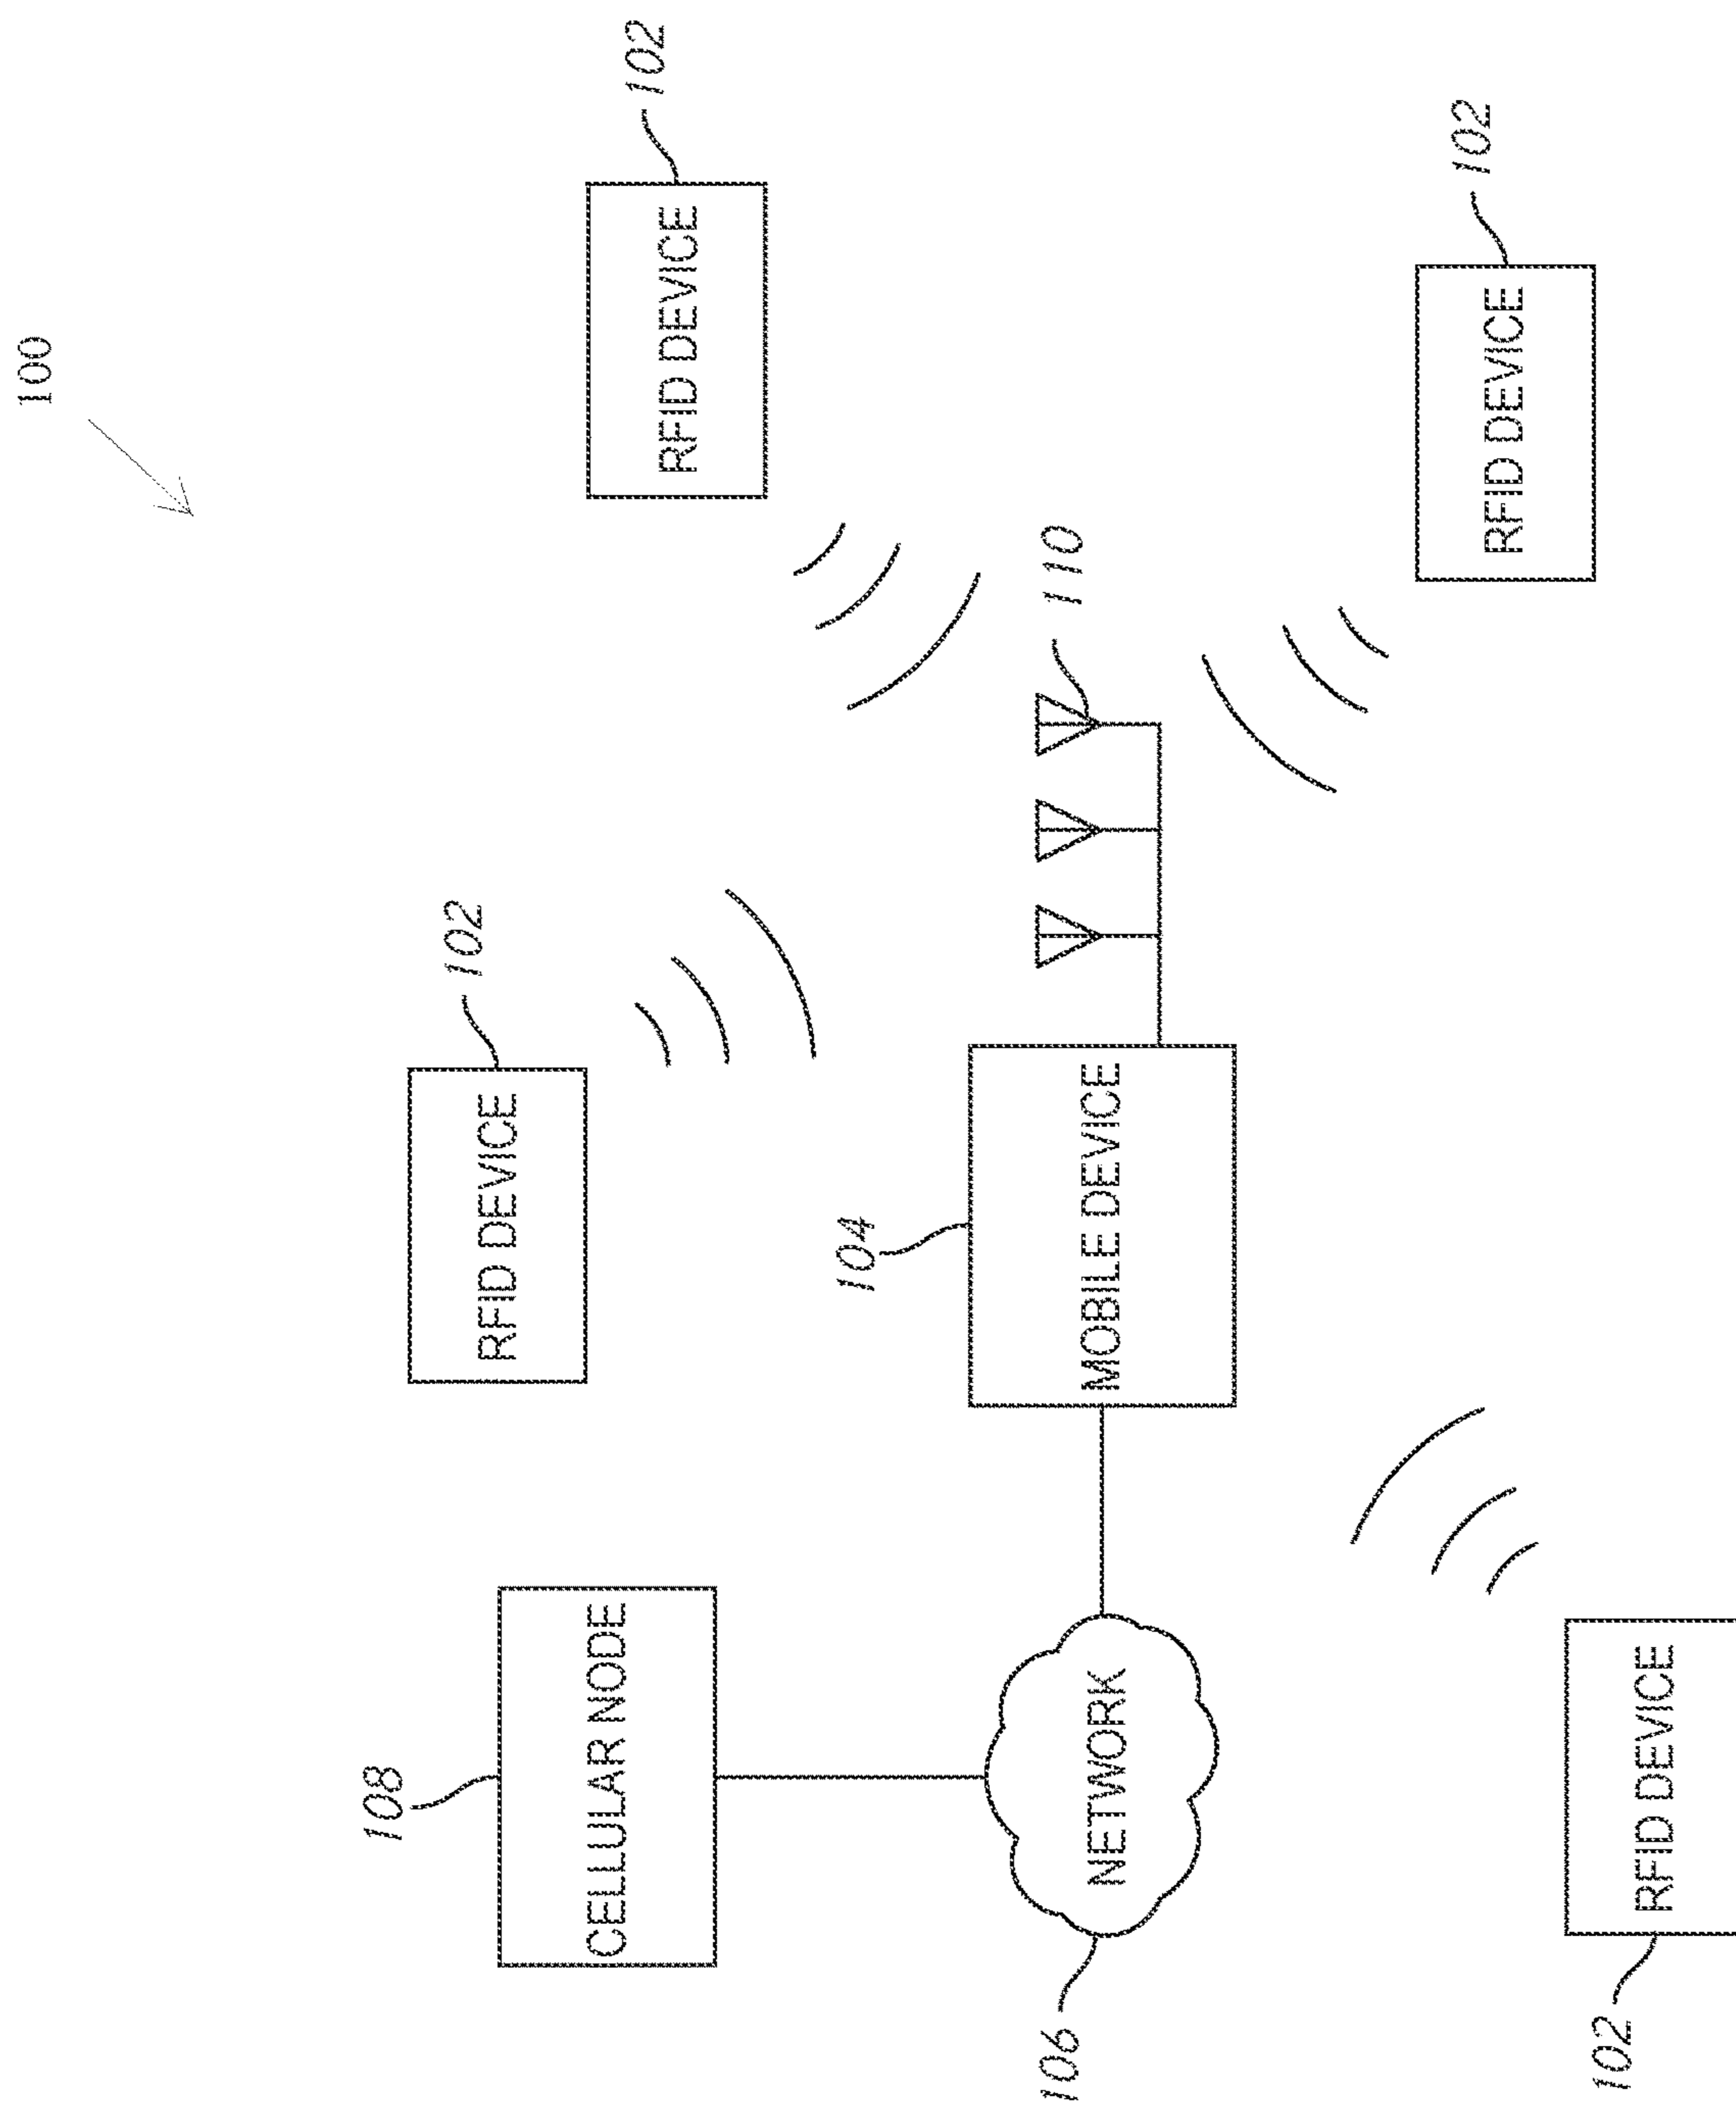 100
108
CELLULAR NODE
102
RFID DEVICE
102
RFID DEVICE
104
110
106
NETWORK
MOBILE DEVICE
102
RFID DEVICE
102
RFID DEVICE